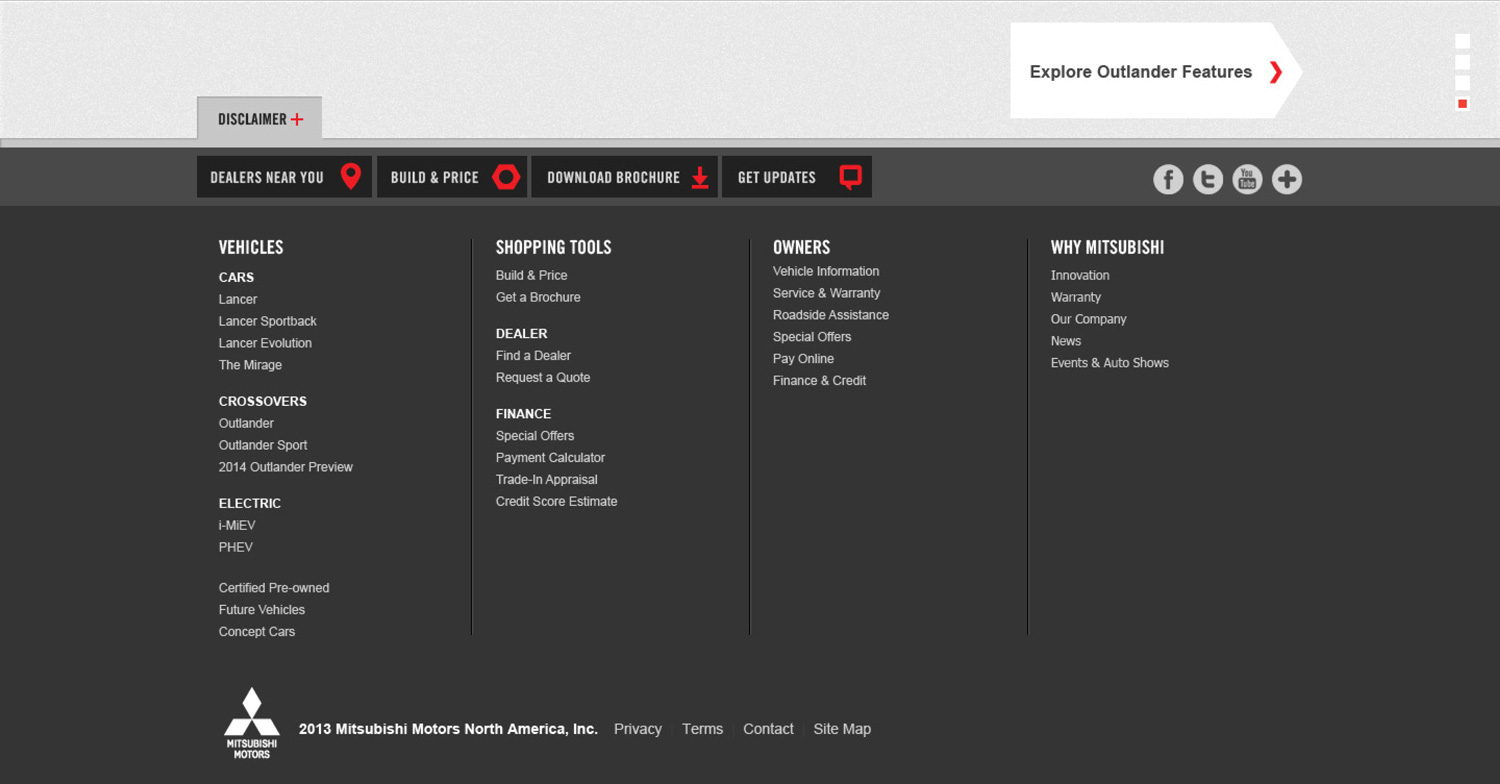 Explore Outlander Features
DISCLAIMER
DEALERS NEAR YOU
BUILD & PRICE
DOWNLOAD BROCHURE
GET UPDATES
You
Tube
VEHICLES
CARS
Lancer
Lancer Sportback
Lancer Evolution
The Mirage
CROSSOVERS
Outlander
Outlander Sport
2014 Outlander Preview
ELECTRIC
i-MiEV
PHEV
Certified Pre-owned
Future Vehicles
Concept Cars
SHOPPING TOOLS
Build & Price
Get a Brochure
DEALER
Find a Dealer
Request a Quote
FINANCE
Special Offers
Payment Calculator
Trade-In Appraisal
Credit Score Estimate
OWNERS
Vehicle Information
Service & Warranty
Roadside Assistance
Special Offers
Pay Online
Finance & Credit
WHY MITSUBISHI
Innovation
Warranty
Our Company
News
Events & Auto Shows
MITSUBISHI
MOTORS
2013 Mitsubishi Motors North America, Inc. Privacy Terms Contact Site Map